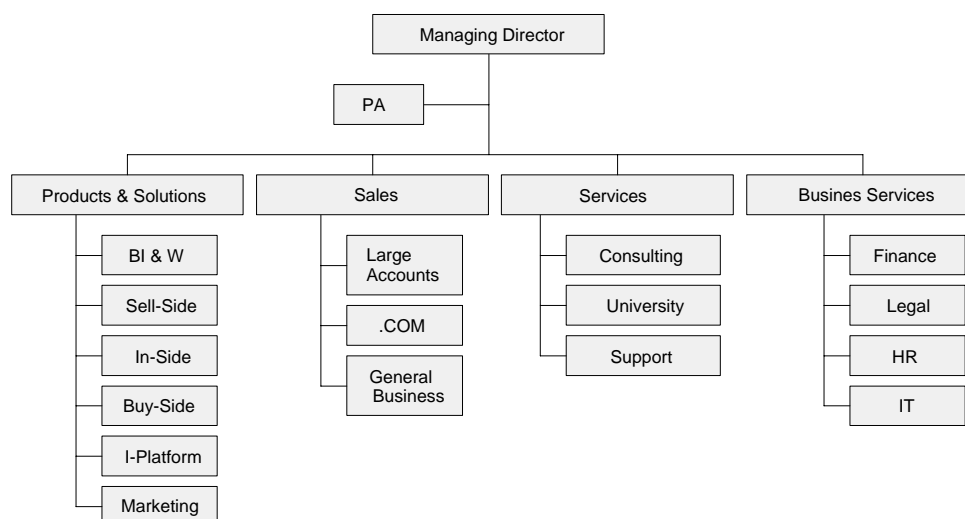 Managing Director
PA
Products & Solutions
Sales
Services
Busines Services
BI & W
Sell-Side
In-Side
Buy-Side
I-Platform
Marketing
Large
Accounts
.COM
General
Business
Consulting
University
Support
Finance
Legal
HR
IT